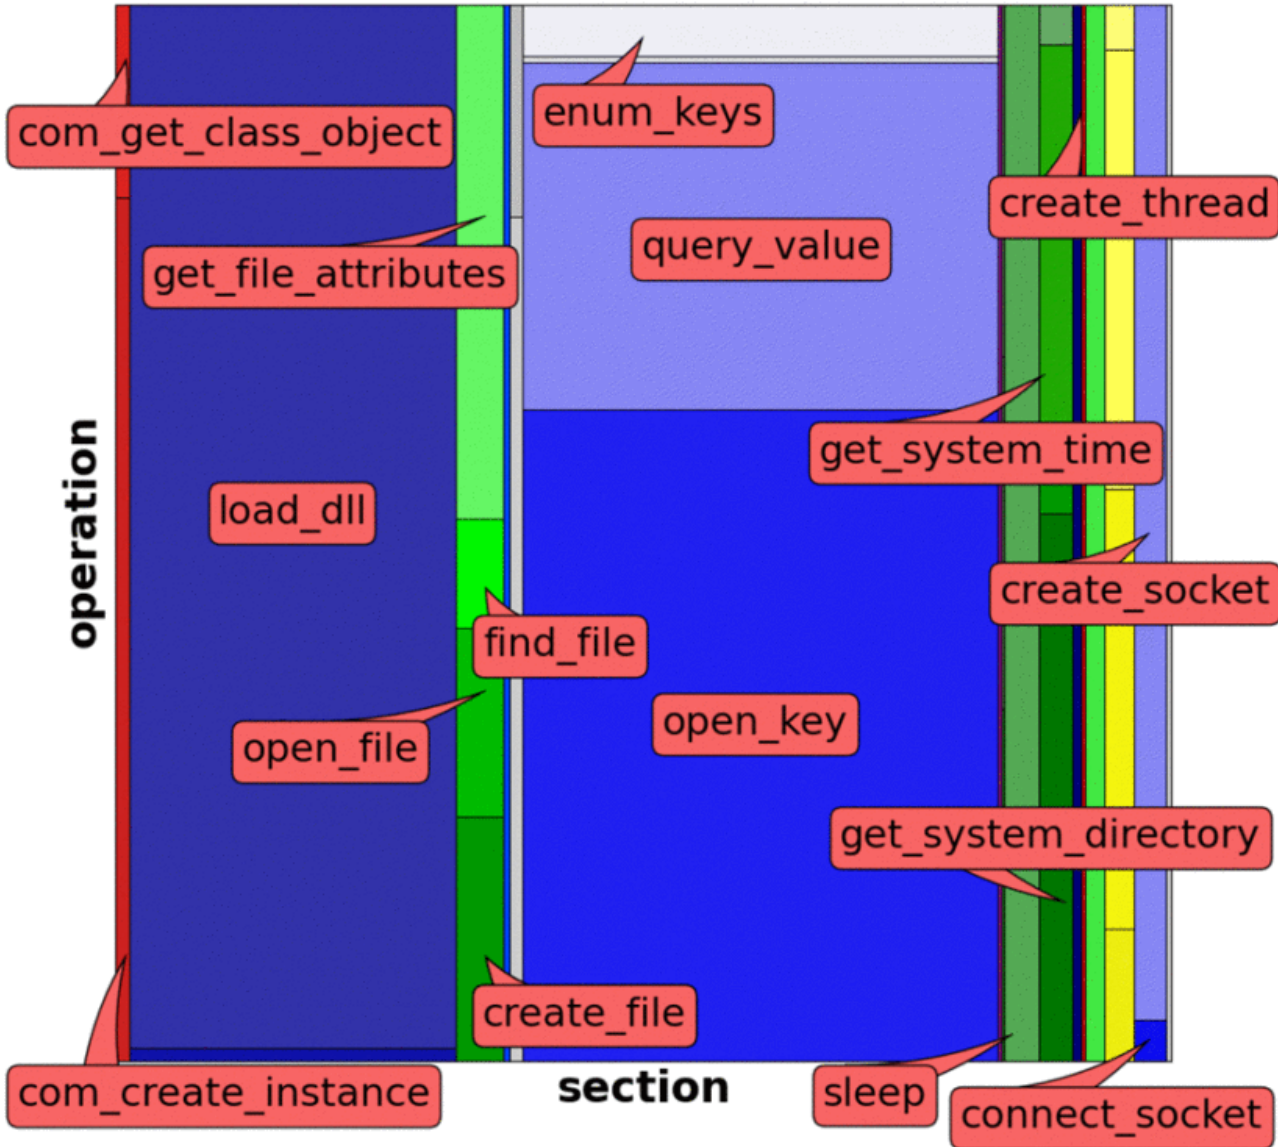 enum_keys
com_get_class_object
create_thread
query_value
get_file_attributes
get_system_time
load_dll
operation
create_socket
find_file
open_key
open_file
get_system_directory
create_file
section
sleep
com_create_instance
connect_socket